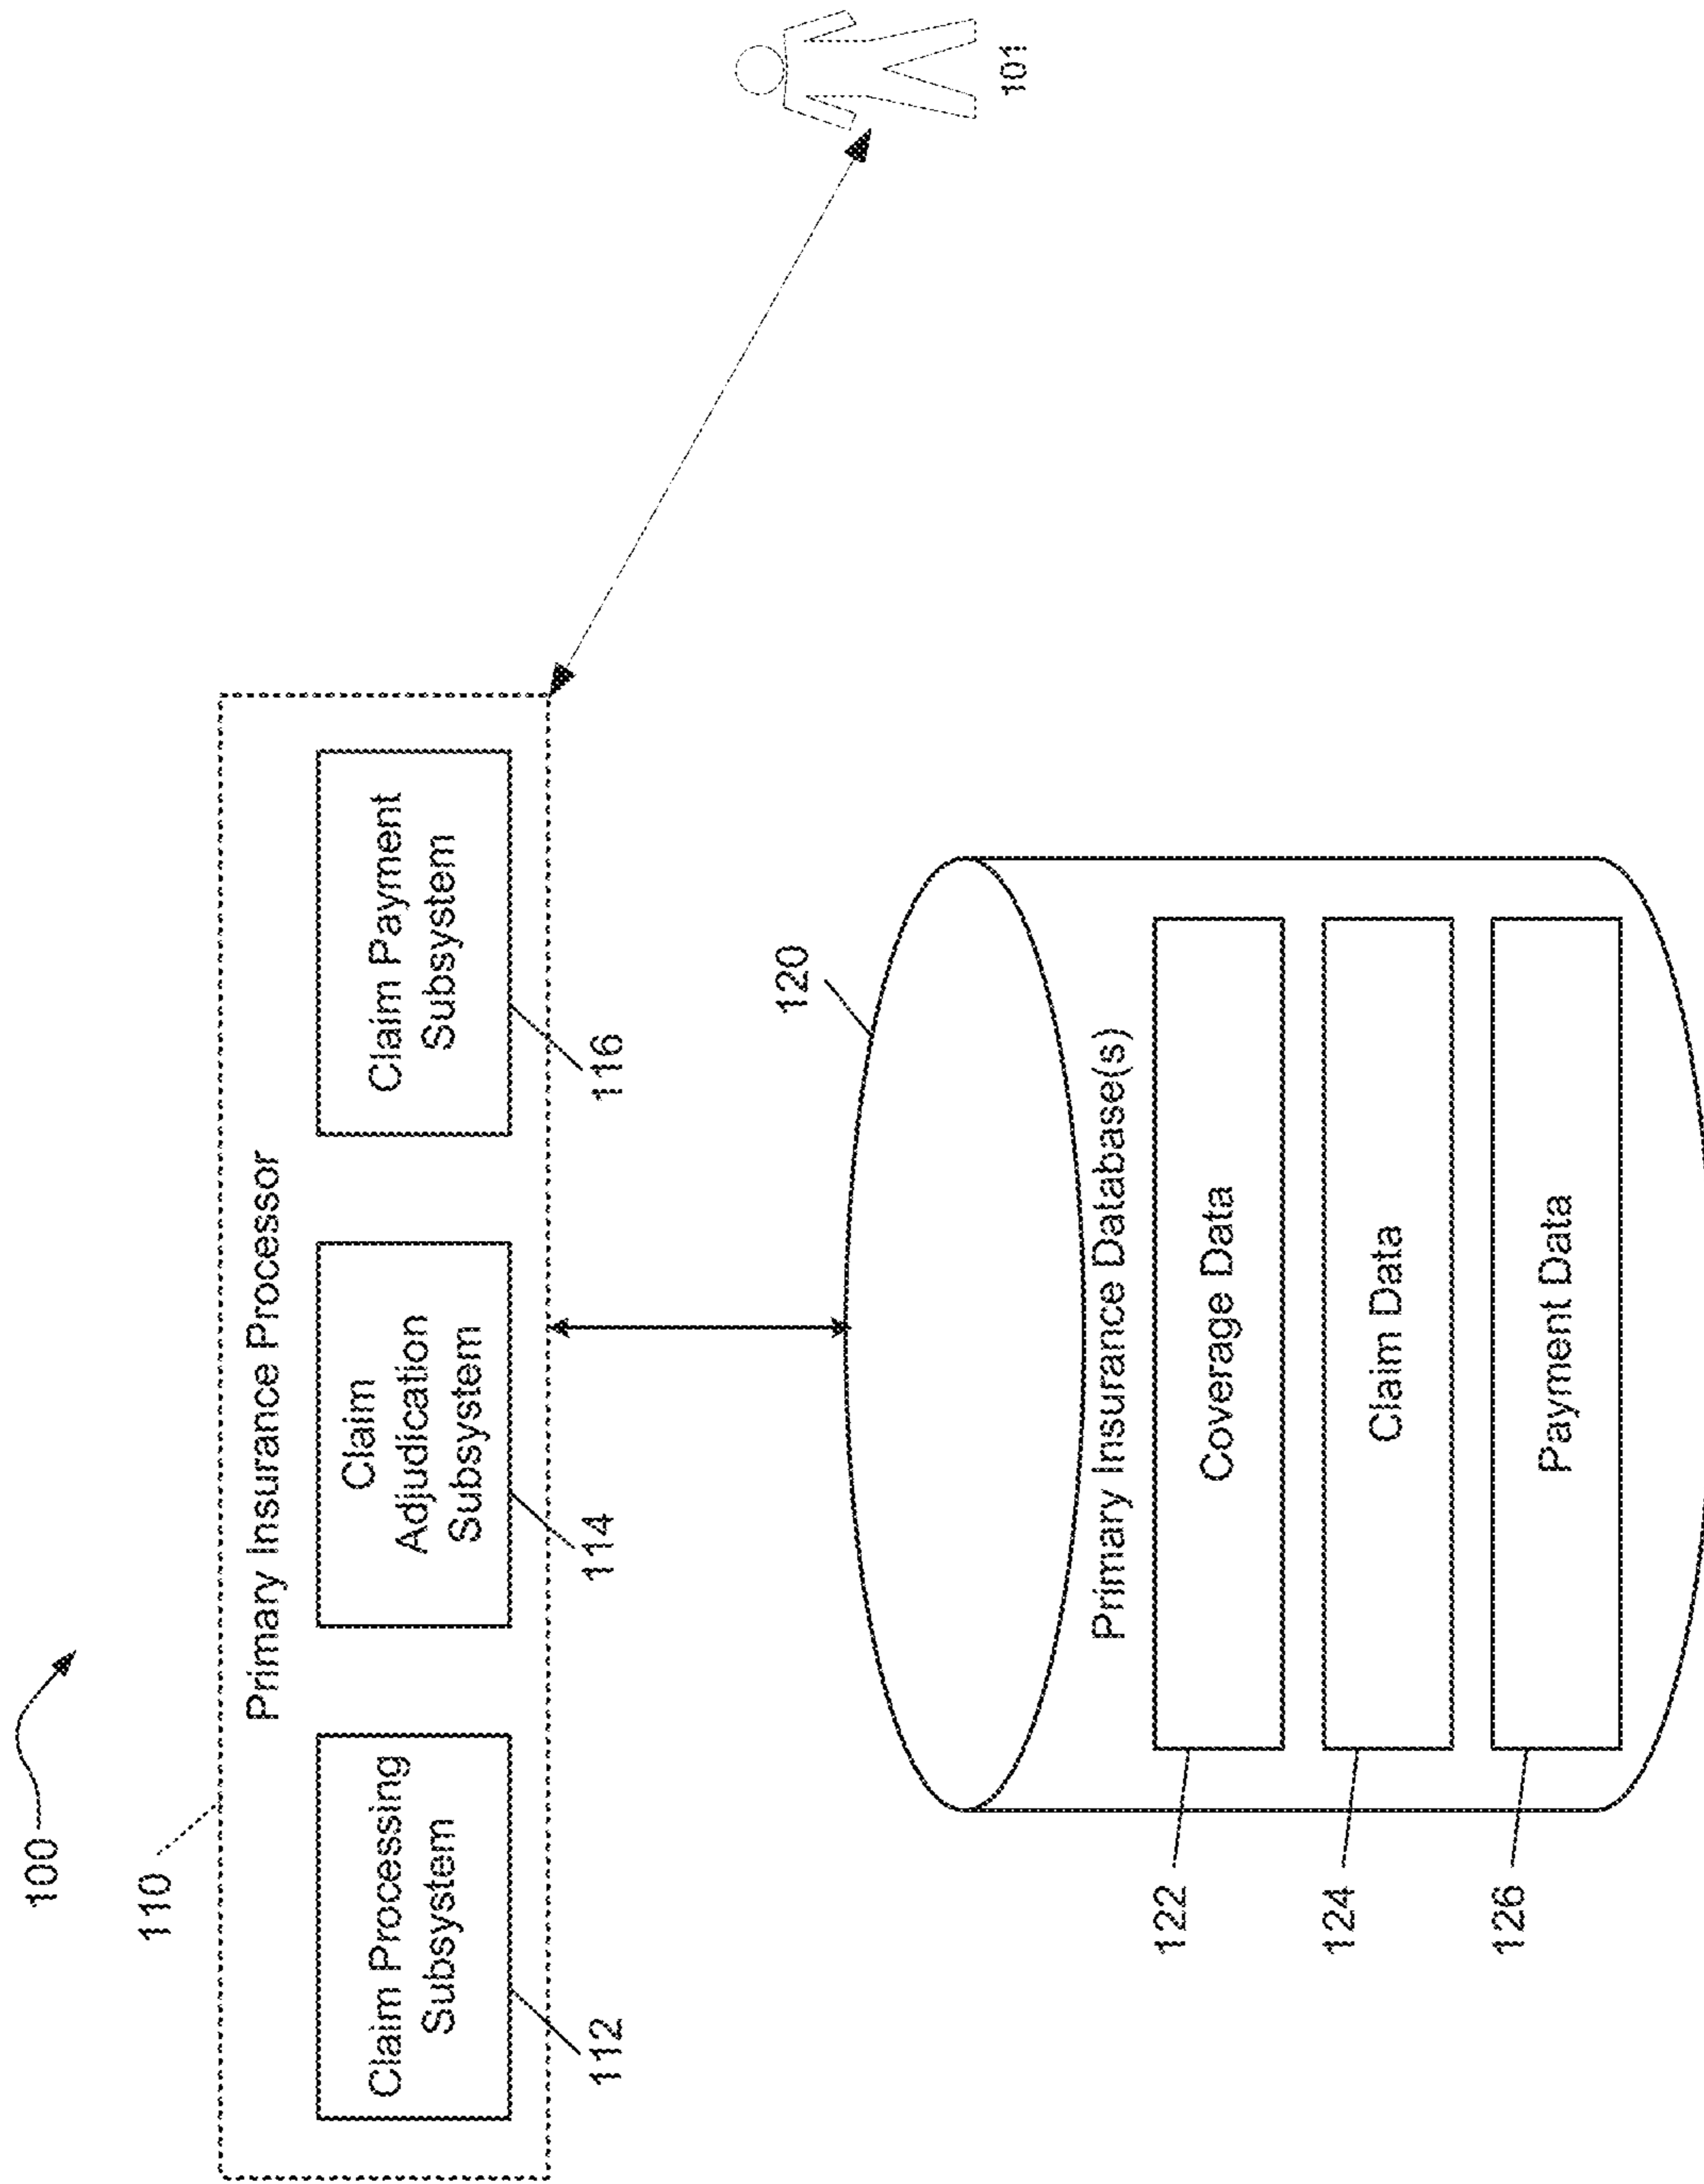 100
110
Primary Insurance Processor
Claim Processing
Subsystem
112
Claim
Adjudication
Subsystem
114
Claim Payment
Subsystem
116
101
120
Primary Insurance Database(s)
Coverage Data
122
Claim Data
124
Payment Data
126